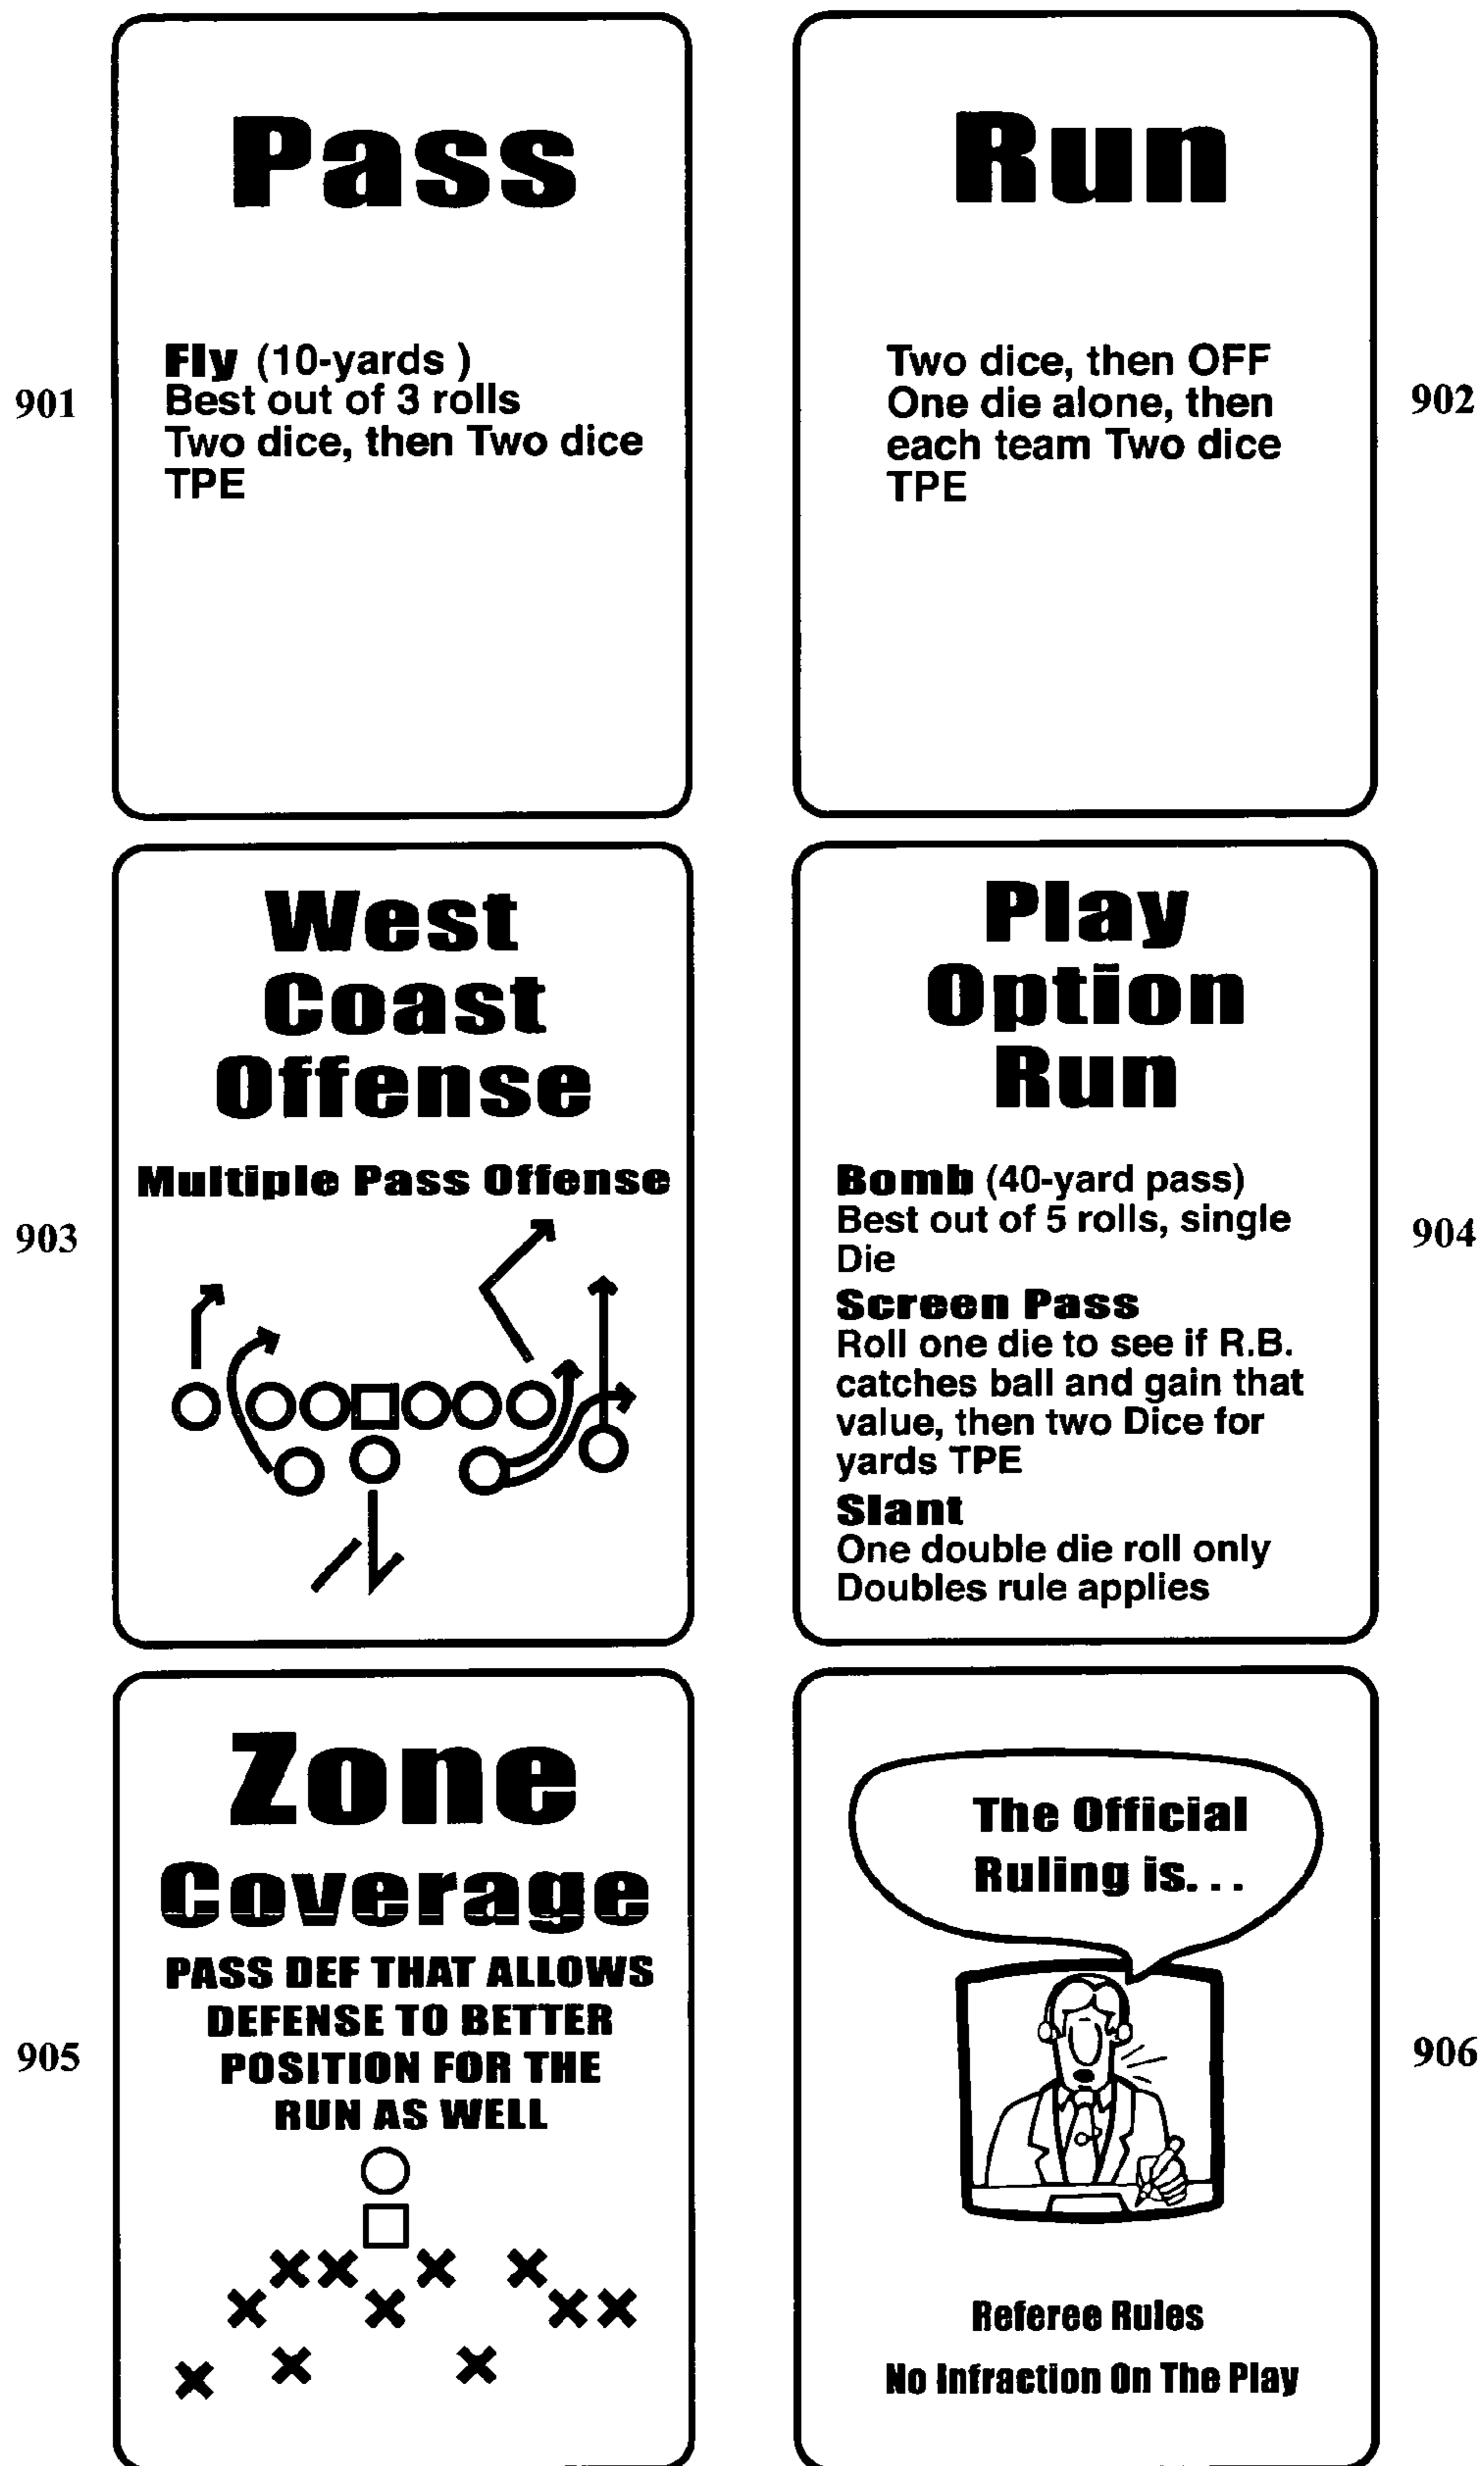 Pass
901
Fly (10-yards )
Best out of 3 rolls
Two dice, then Two dice
TPE
Run
Two dice, then OFF
One die alone, then
each team Two dice
TPE
902
West
Coast
Offense
Multiple Pass Offense
903
Play
Option
Run
Bomb (40-yard pass)
Best out of 5 rolls, single
Die
Screen Pass
Roll one die to see if R.B.
catches ball and gain that
value, then two Dice for
yards TPE
Slant
One double die roll only
Doubles rule applies
904
Zone
Coverage
PASS DEF THAT ALLOWS
DEFENSE TO BETTER
POSITION FOR THE
RUN AS WELL
905
The Official
Ruling is. . .
Referee Rules
No Infraction On The Play
906